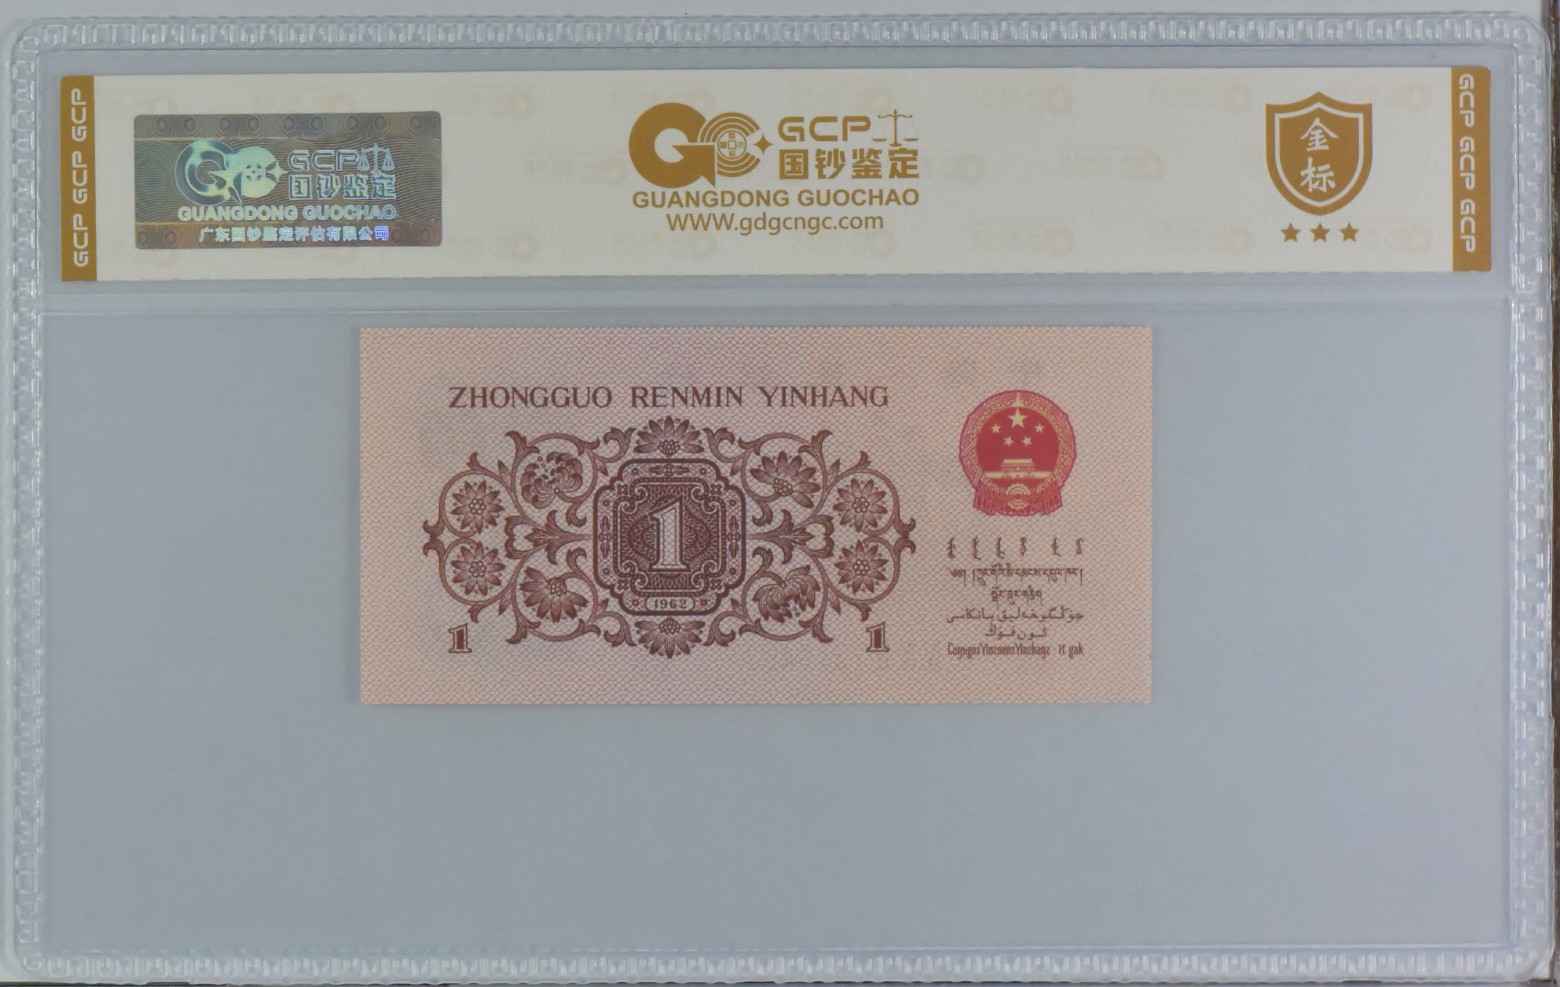 GCP GCP GCP
GCP 国钞鉴定
GUANGDONG GUOCHAO
广东国钞鉴定评估有限公司
GCP
国钞鉴定
GUANGDONG GUOCHAO
WWW.gdgcngc.com
金
标
GCP GCP GCP
ZHONGGUO RENMIN YINHANG
1
(1962)
1 1
جۇڭگوخەلىق بانكاسى